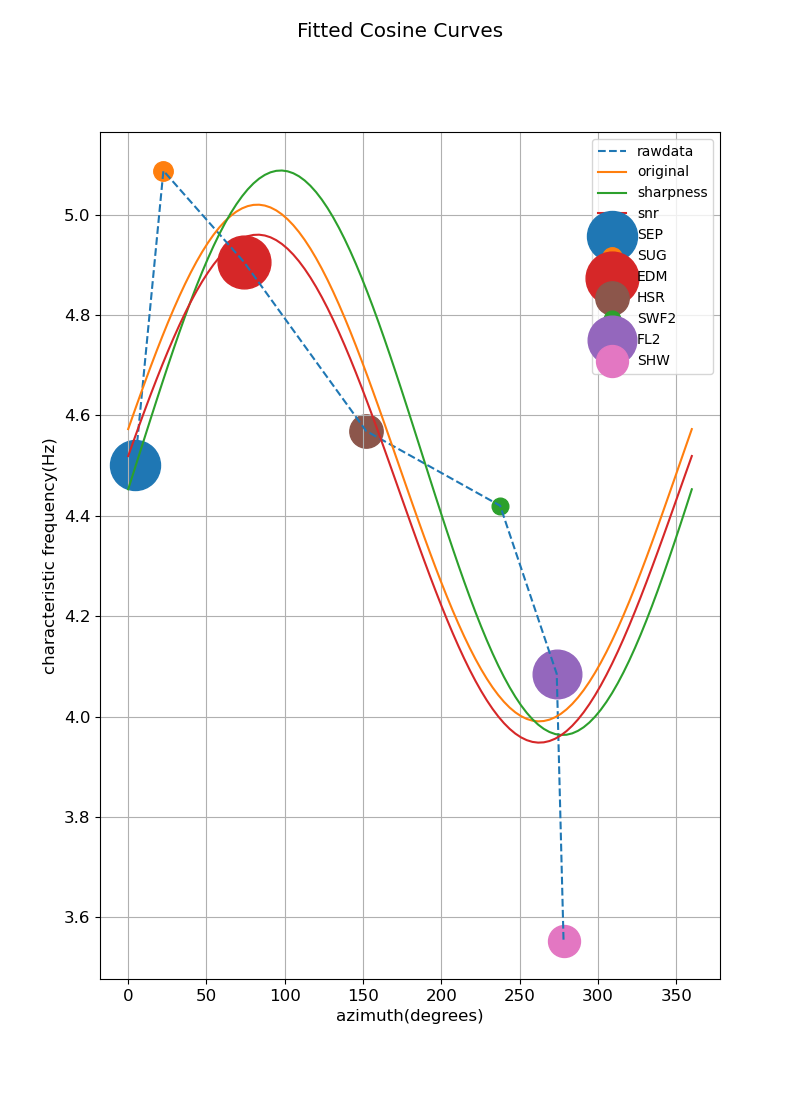 Fitted Cosine Curves
characteristic frequency(Hz)
5.0
4.8
4.6
4.4
4.2
4.0
3.8
3.6
rawdata
original
sharpness
snr
SEP
SUG
EDM
HSR
SWF2
FL2
SHW
0 50 100 150 200 250 300 350
azimuth(degrees)